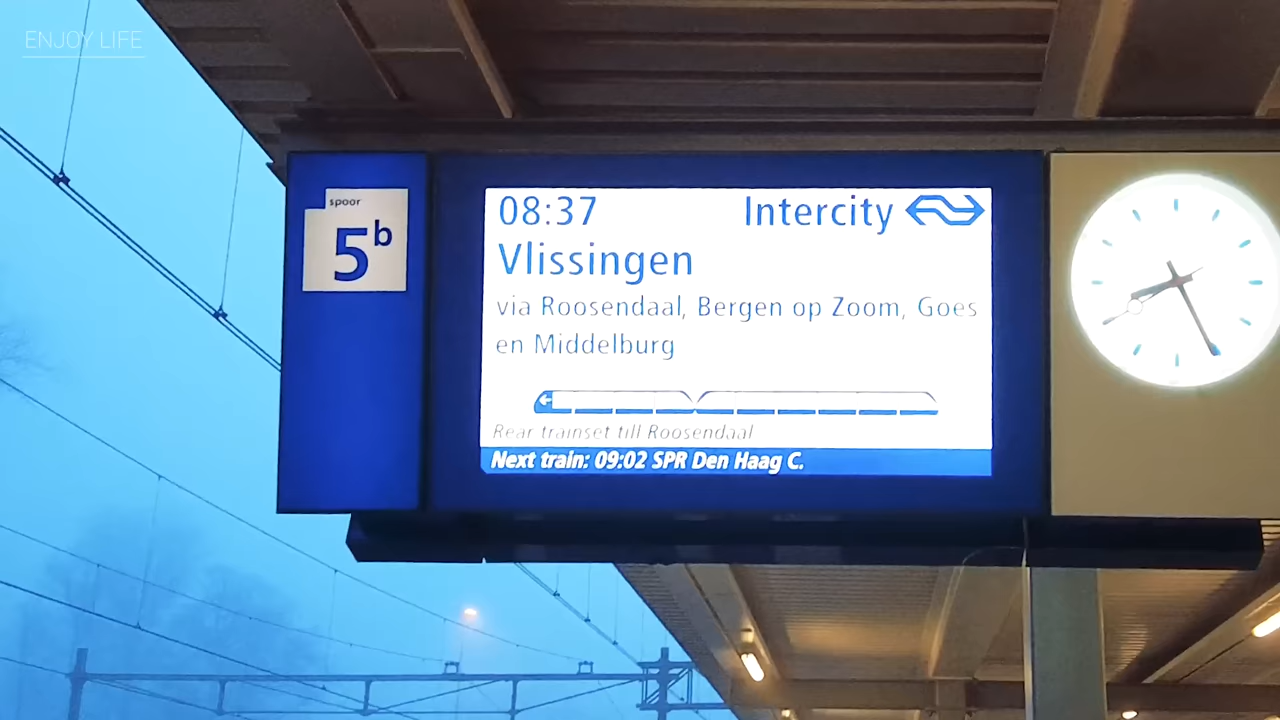 ENJOY LIFE
spoor
5b
08:37 Intercity
Vlissingen
via Roosendaal, Bergen op Zoom, Goes
en Middelburg
Rear trainset till Roosendaal
Next train: 09:02 SPR Den Haag C.